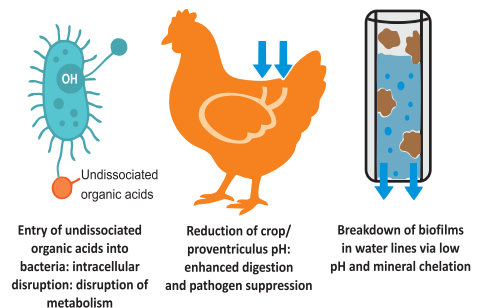 OH
Undissociated
organic acids
Entry of undissociated
organic acids into
bacteria: intracellular
disruption: disruption of
metabolism
Reduction of crop/
proventriculus pH:
enhanced digestion
and pathogen suppression
Breakdown of biofilms
in water lines via low
pH and mineral chelation